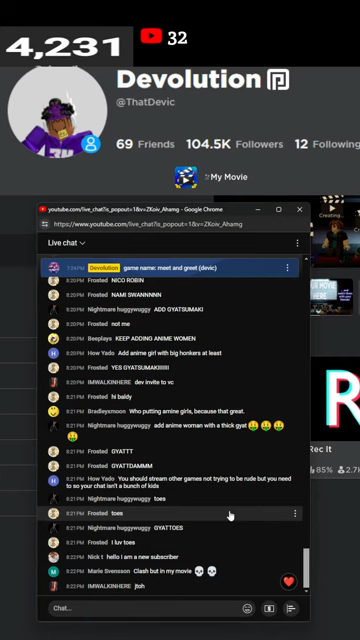 4,231
32
Devolution
@ThatDevic
69 Friends 104.5K Followers 12 Following
My Movie
youtube.com/live_chat?is_popout=1&v=ZKoiv_Ahamg - Google Chrome
https://www.youtube.com/live_chat?is_popout=1&v=ZKoiv_Ahamg
Live chat
Creating...
7:34 PM Devolution game name: meet and greet (devic)
8:20 PM Frosted NICO ROBIN
8:20 PM Frosted NAMI SWANNNNN
8:20 PM Nightmare huggywuggy ADD GYATSUMAKI
8:20 PM Frosted not me
8:20 PM Beeplays KEEP ADDING ANIME WOMEN
8:20 PM How Yado Add anime girl with big honkers at least
8:20 PM Frosted YES GYATSUMAKIIIIIII
8:20 PM IMWALKINHERE dev invite to vc
8:21 PM Frosted hi baldy
8:21 PM Bradleyxmoon Who putting amine girls, because that great.
8:21 PM Nightmare huggywuggy add anime woman with a thick gyat
8:21 PM Frosted GYATTT
8:21 PM Frosted GYATTDAMMM
8:21 PM How Yado You should stream other games not trying to be rude but you need
to so your chat isn't a bunch of kids
8:21 PM Nightmare huggywuggy toes
8:21 PM Frosted toes
8:21 PM Nightmare huggywuggy GYATTOES
8:21 PM Frosted I luv toes
8:22 PM Nick t hello I am a new subscriber
8:22 PM Marie Svensson Clash but in my movie
8:22 PM IMWALKINHERE jtoh
Chat...
R
Rec It
85% 2.7